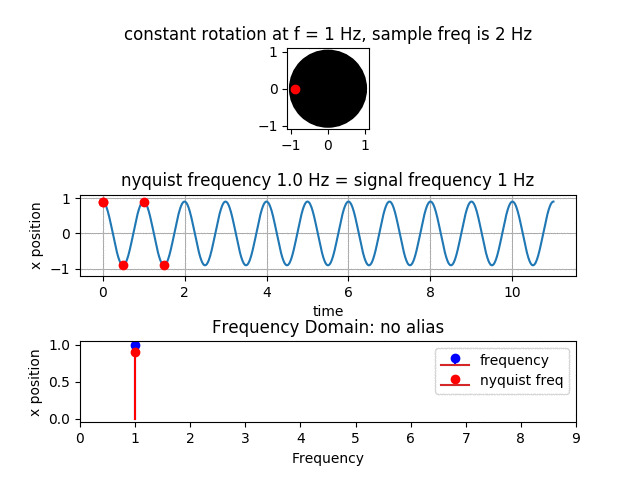 constant rotation at f = 1 Hz, sample freq is 2 Hz
1
0
−1
−1 0 1
nyquist frequency 1.0 Hz = signal frequency 1 Hz
x position
1
0
−1
0 2 4 6 8 10
time
Frequency Domain: no alias
x position
1.0
0.5
0.0
frequency
nyquist freq
0 1 2 3 4 5 6 7 8 9
Frequency